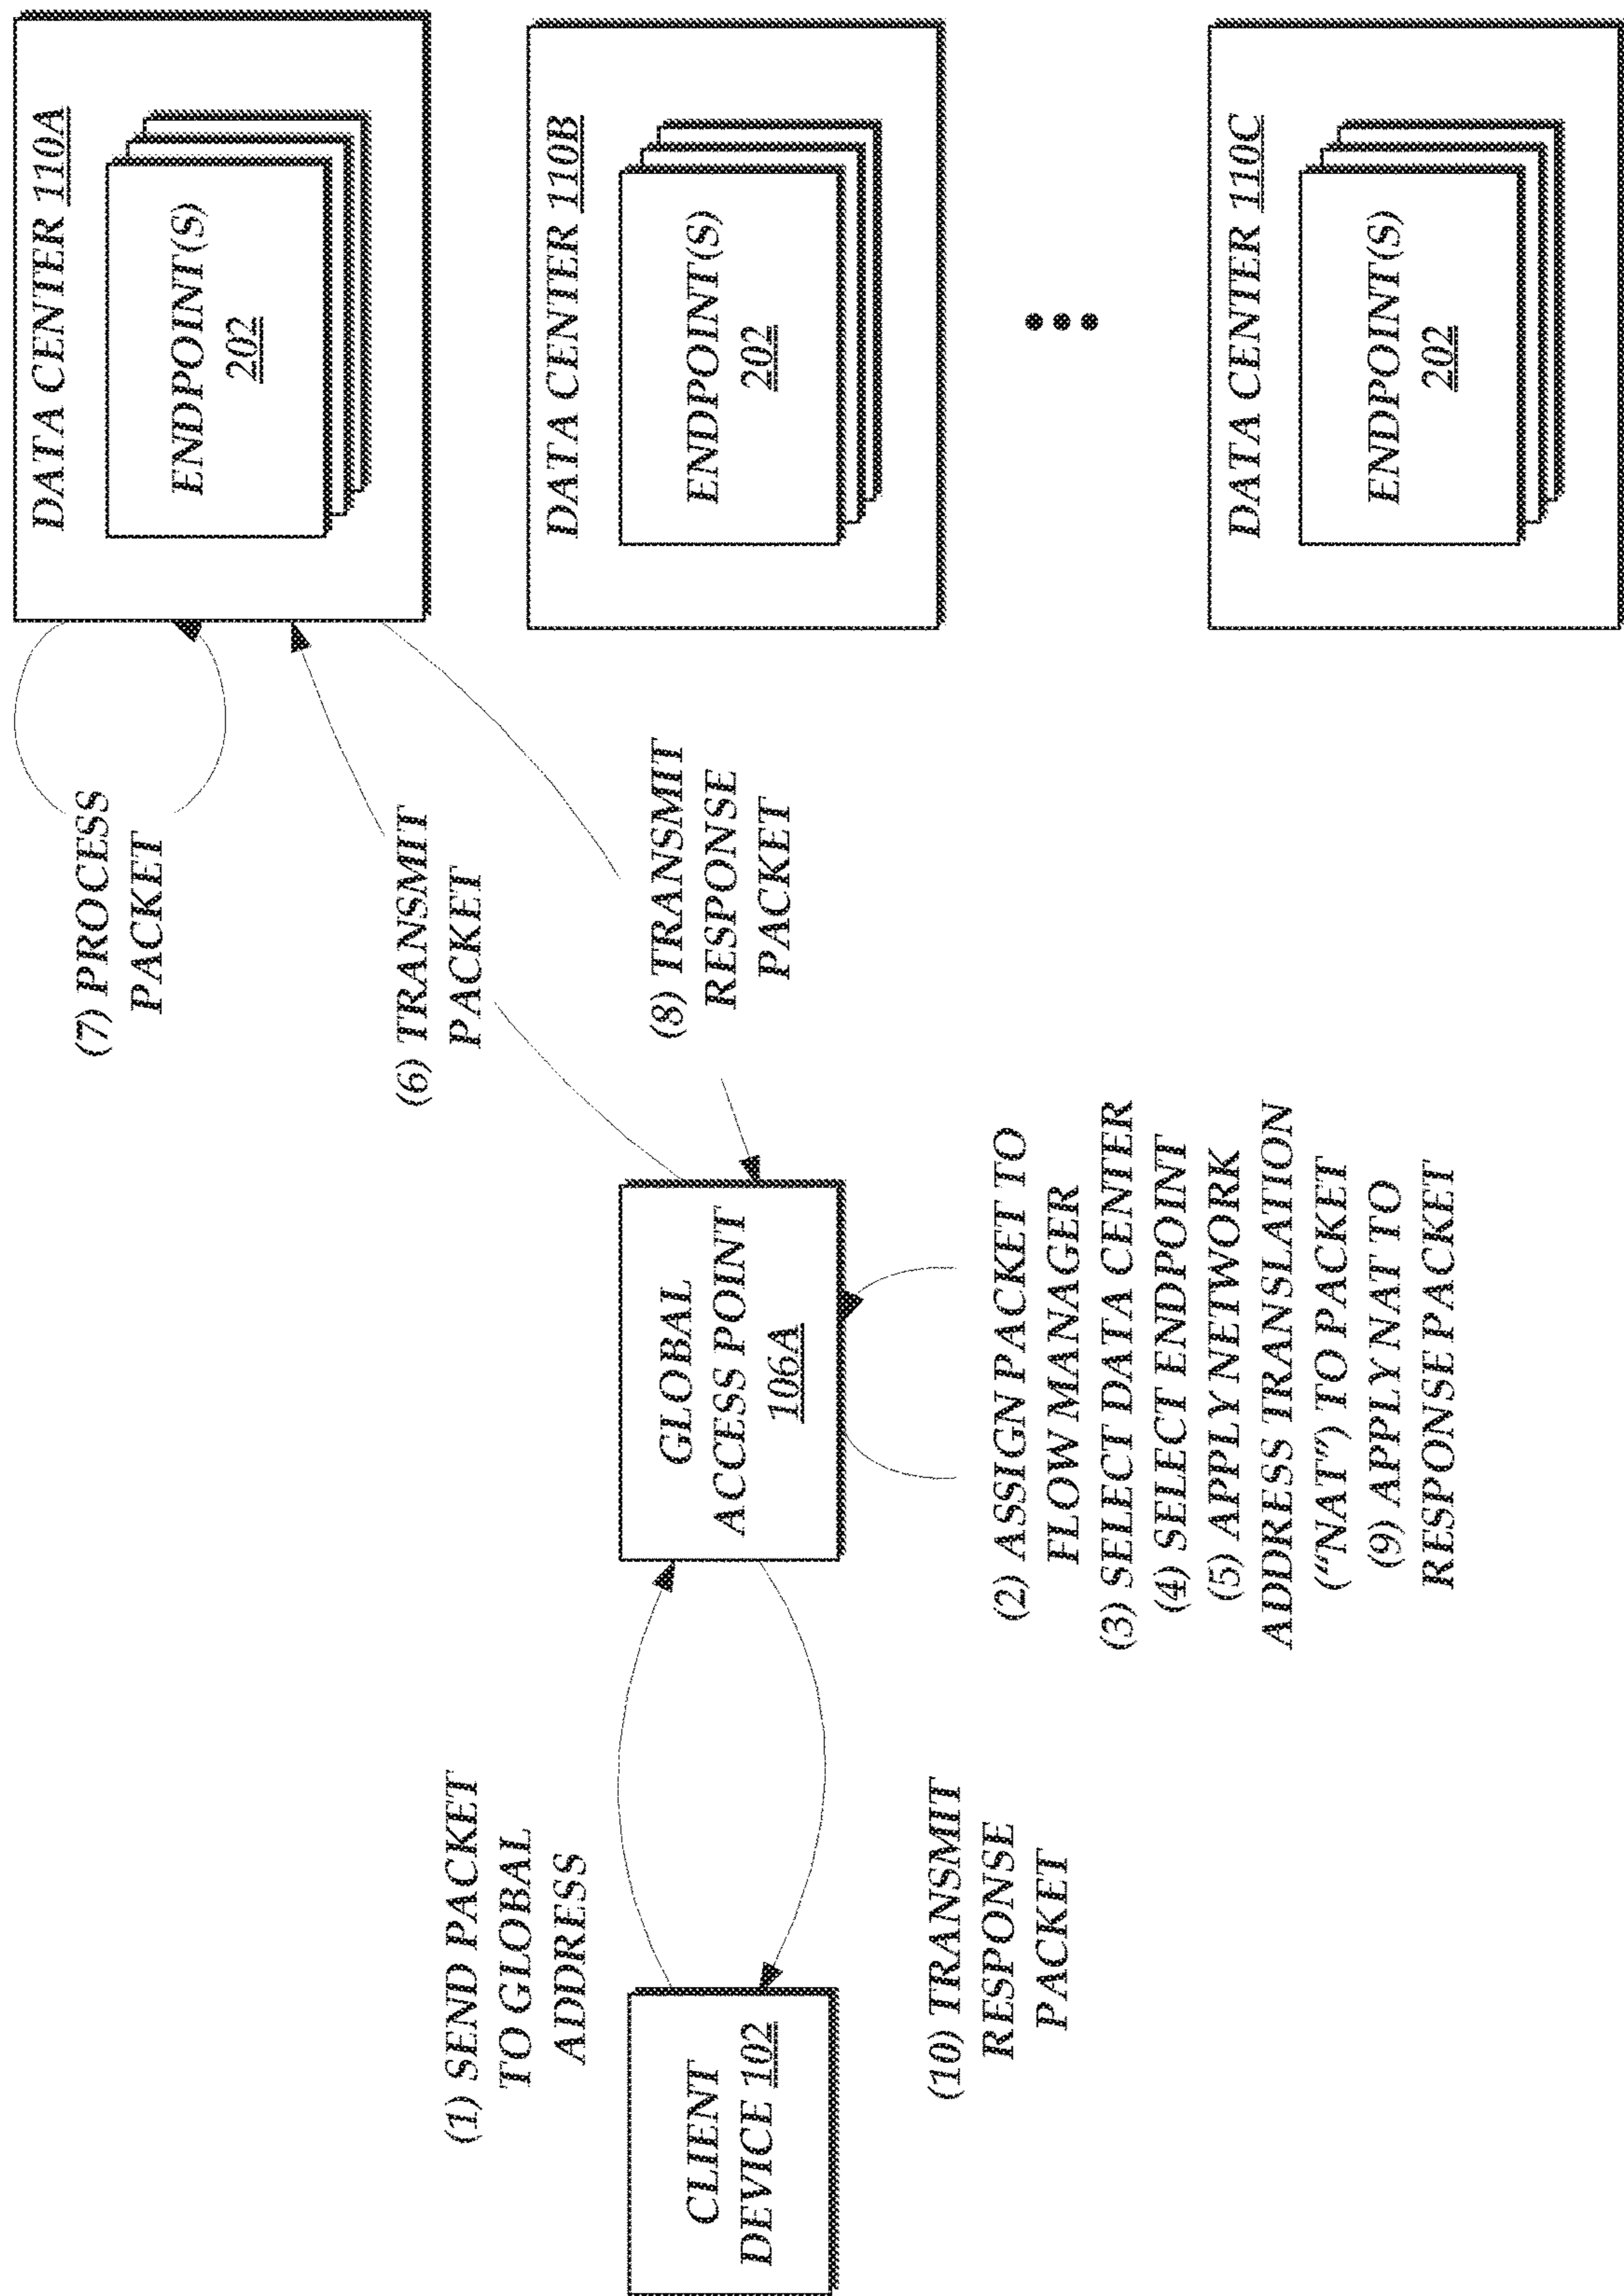 DATA CENTER 110A
ENDPOINT(S)
202
DATA CENTER 110B
ENDPOINT(S)
202
DATA CENTER 110C
ENDPOINT(S)
202
(7) PROCESS
PACKET
(6) TRANSMIT
PACKET
(8) TRANSMIT
RESPONSE
PACKET
GLOBAL
ACCESS POINT
106A
(2) ASSIGN PACKET TO
FLOW MANAGER
(3) SELECT DATA CENTER
(4) SELECT ENDPOINT
(5) APPLY NETWORK
ADDRESS TRANSLATION
(“NAT”) TO PACKET
(9) APPLY NAT TO
RESPONSE PACKET
(1) SEND PACKET
TO GLOBAL
ADDRESS
(10) TRANSMIT
RESPONSE
PACKET
CLIENT
DEVICE 102